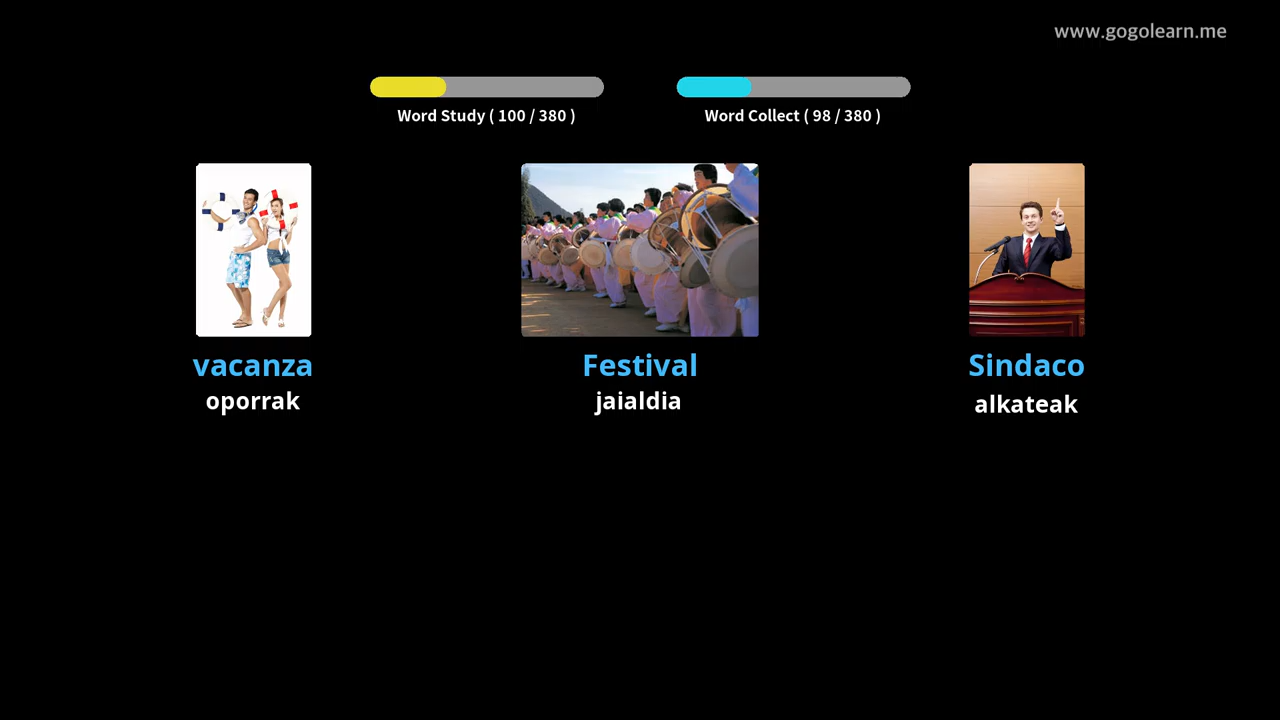 www.gogolearn.me
Word Study ( 100 / 380 )
Word Collect ( 98 / 380 )
vacanza
oporrak
Festival
jaialdia
Sindaco
alkateak